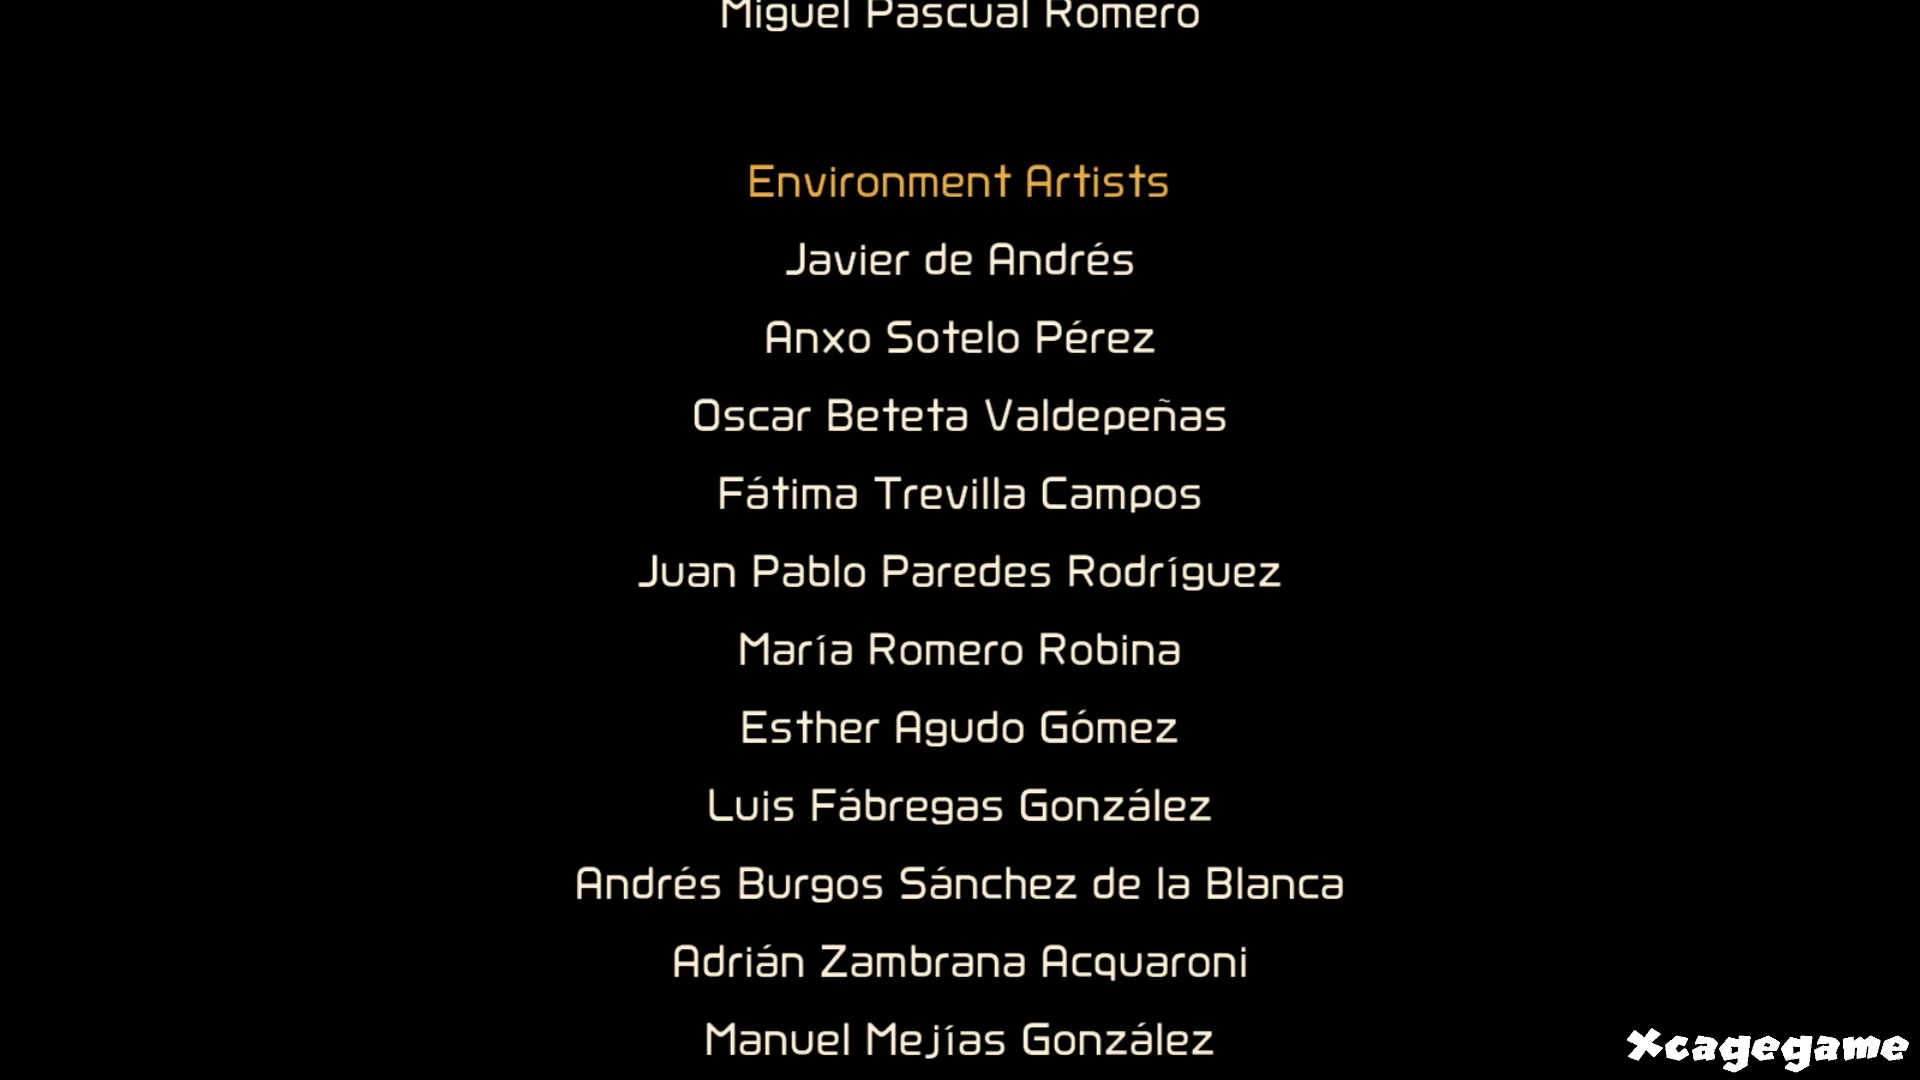 Miguel Pascual Romero
Environment Artists
Javier de Andrés
Anxo Sotelo Pérez
Oscar Beteta Valdepeñas
Fátima Trevilla Campos
Juan Pablo Paredes Rodríguez
María Romero Robina
Esther Agudo Gómez
Luis Fábregas González
Andrés Burgos Sánchez de la Blanca
Adrián Zambrana Acquaroni
Manuel Mejías González
Xcagegame